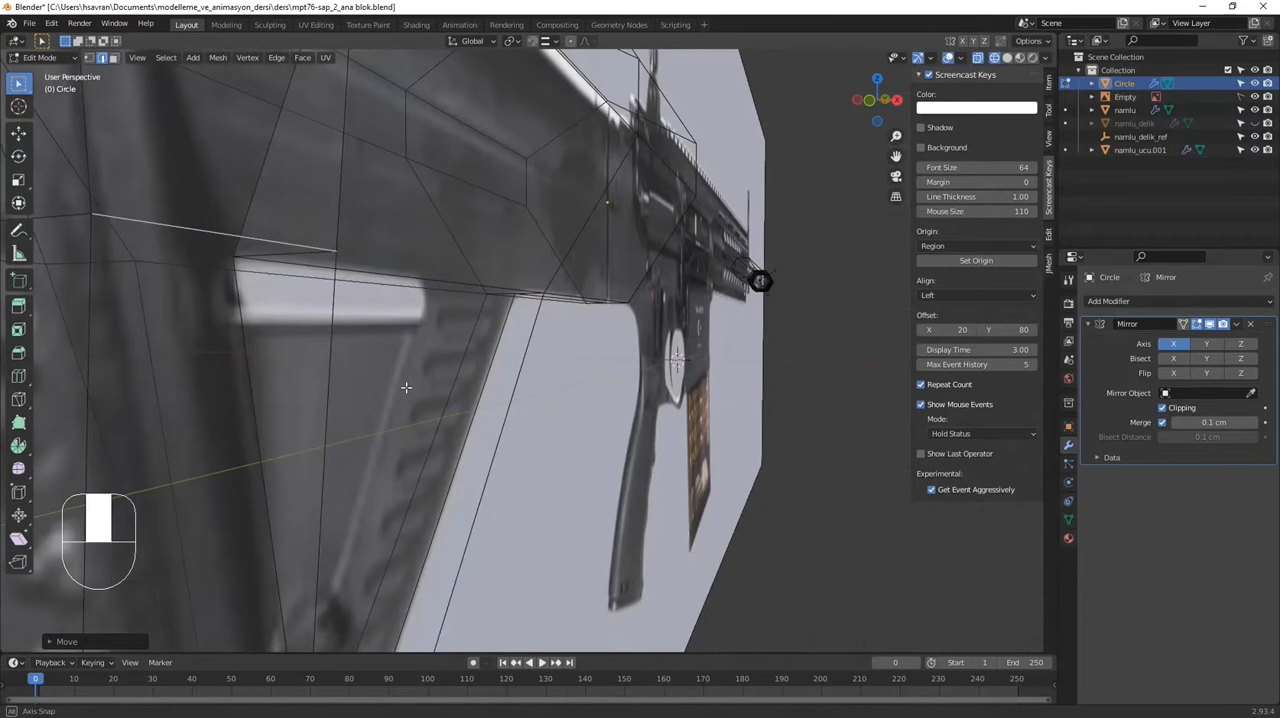 Blender* [C:\Users\hsavran\Documents\modelleme_ve_animasyon_dersi\ders\mpt76-sap_2_ana blok.blend]
File Edit Render Window Help Layout Modeling Sculpting UV Editing Texture Paint Shading Animation Rendering Compositing Geometry Nodes Scripting + Scene View Layer
Global X Y Z Options
Edit Mode View Select Add Mesh Vertex Edge Face UV
User Perspective
(0) Circle
Screencast Keys
Color:
Shadow
Background
Font Size 64
Margin 0
Line Thickness 1.00
Mouse Size 110
Origin:
Region
Set Origin
Align:
Left
Offset:
X 20 Y 80
Display Time 3.00
Max Event History 5
Repeat Count
Show Mouse Events
Mode:
Hold Status
Show Last Operator
Experimental:
Get Event Aggressively
Item
Tool
View
Screencast Keys
Edit
JMesh
Scene Collection
Collection
Circle
Empty
namlu
namlu_delik
namlu_delik_ref
namlu_ucu.001
Circle Mirror
Add Modifier
Mirror
Axis X Y Z
Bisect X Y Z
Flip X Y Z
Mirror Object
Clipping
Merge 0.1 cm
Bisect Distance 0.1 cm
Data
Move
Playback Keying View Marker 0 Start 1 End 250
0 10 20 30 40 50 60 70 80 90 100 110 120 130 140 150 160 170 180 190 200 210 220 230 240 250
Axis Snap 2.93.4